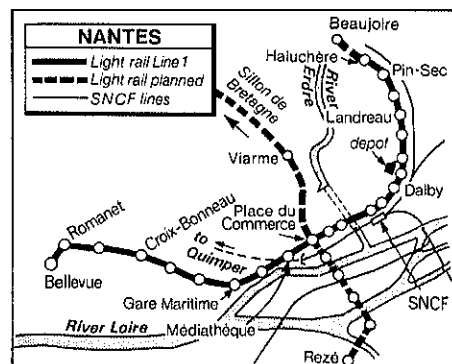 NANTES
Light rail Line 1
Light rail planned
SNCF lines
Beaujoire
Haluchère
Pin-Sec
River
Erdre
Landreau
depot
Sillon de
Bretagne
Viarme
Dalby
Place du
Commerce
Romanet
Croix-Bonneau
to
Quimper
Bellevue
Gare Maritime
SNCF
Médiathèque
River Loire
Rezé